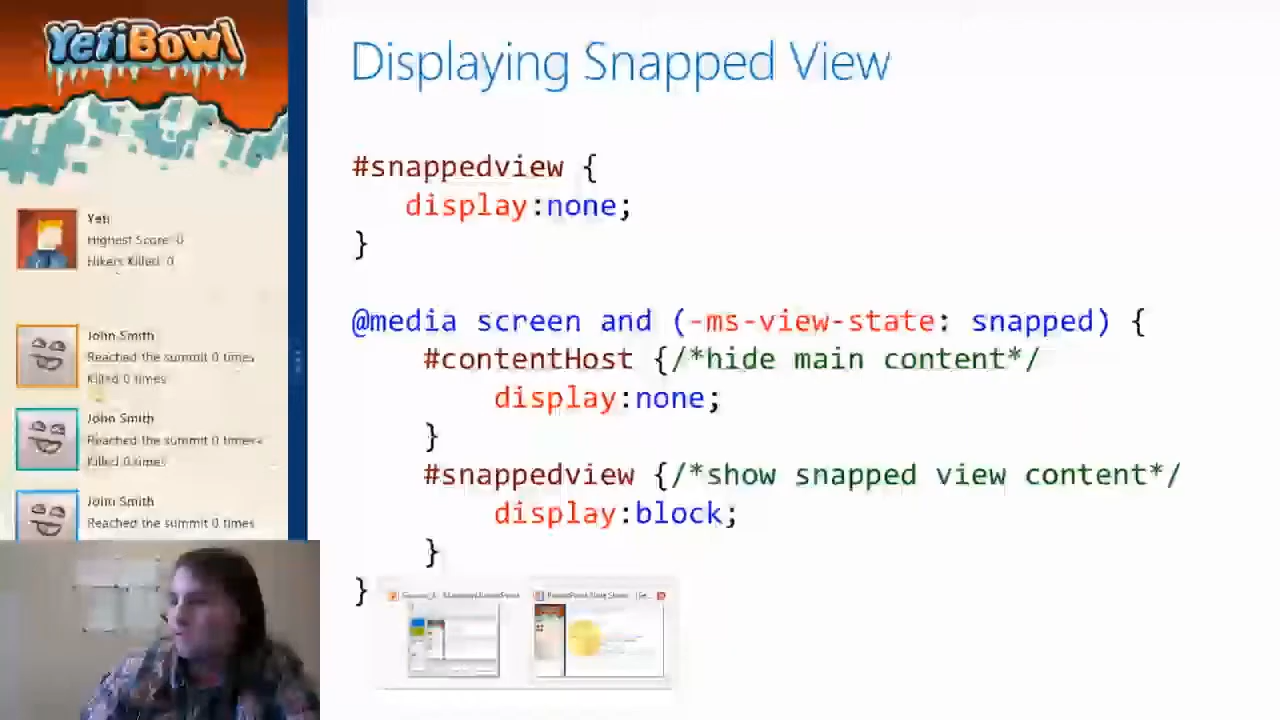 YetiBowl
Displaying Snapped View
#snappedview {
display:none;
}
@media screen and (-ms-view-state: snapped) {
#contentHost {/*hide main content*/
display:none;
}
#snappedview {/*show snapped view content*/
display:block;
}
}
Yeti
Highest Score: 0
Hikers Killed: 0
John Smith
Reached the summit 0 times
Killed 0 times
John Smith
Reached the summit 0 times
Killed 0 times
John Smith
Reached the summit 0 times